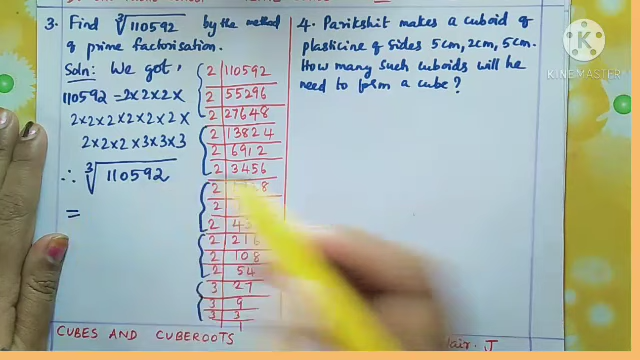 3. Find ∛110592 by the method
of prime factorisation.
Soln: We got,
110592 = 2×2×2×
2×2×2×2×2×2×
2×2×2×3×3×3
∴ ∛110592
=
2 | 110592
2 | 55296
2 | 27648
2 | 13824
2 | 6912
2 | 3456
2
2
2
2 | 216
2 | 108
2 | 54
3 | 27
3 | 9
3 | 3
1
4. Parikshit makes a cuboid of
plasticine of sides 5cm, 2cm, 5cm.
How many such cuboids will he
need to form a cube?
KINEMASTER
CUBES AND CUBEROOTS
J